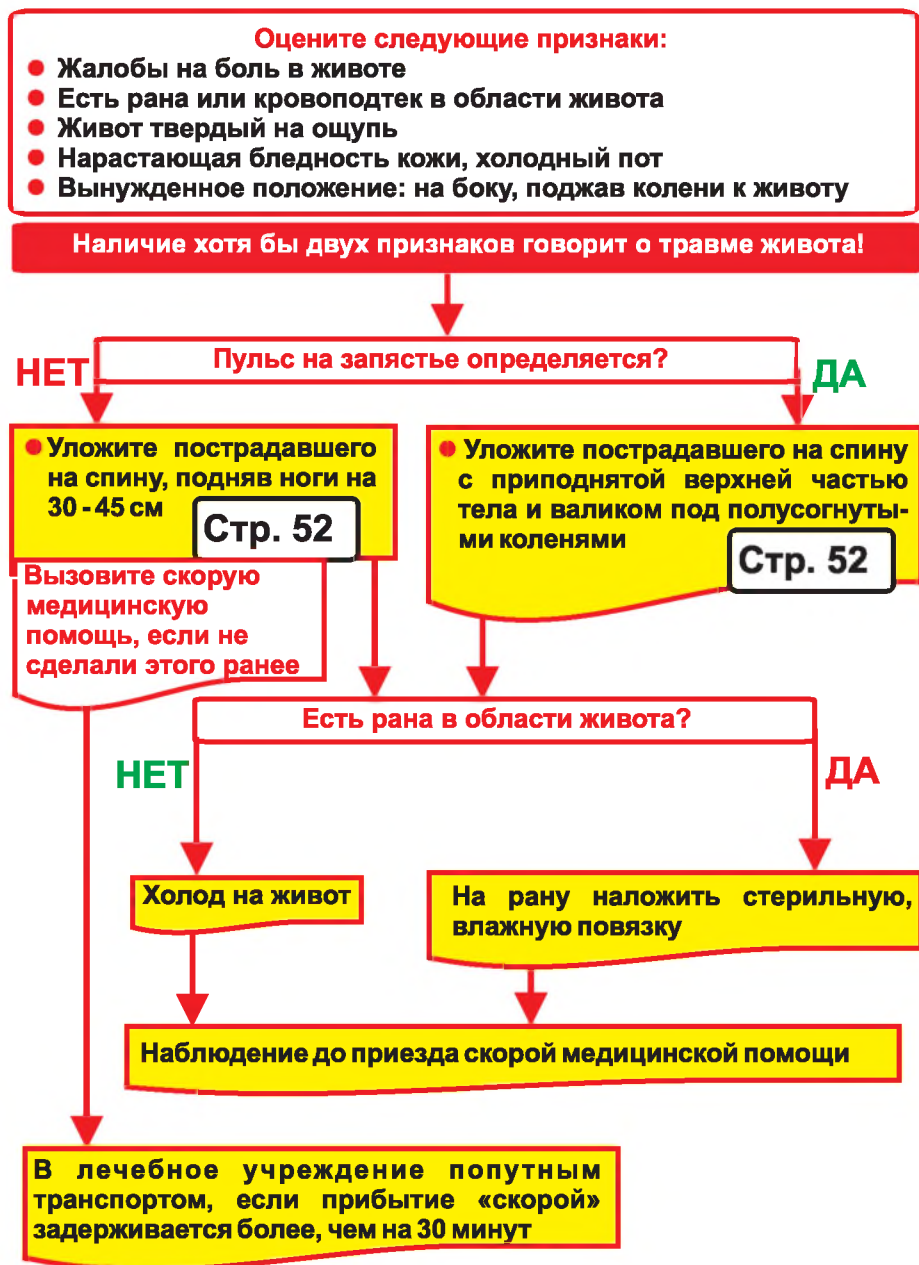 Оцените следующие признаки:
● Жалобы на боль в животе
● Есть рана или кровоподтек в области живота
● Живот твердый на ощупь
● Нарастающая бледность кожи, холодный пот
● Вынужденное положение: на боку, поджав колени к животу
Наличие хотя бы двух признаков говорит о травме живота!
Пульс на запястье определяется?
НЕТ
ДА
● Уложите пострадавшего
на спину, подняв ноги на
30 - 45 см
Стр. 52
Вызовите скорую
медицинскую
помощь, если не
сделали этого ранее
● Уложите пострадавшего на спину
с приподнятой верхней частью
тела и валиком под полусогнуты-
ми коленями
Стр. 52
Есть рана в области живота?
НЕТ
ДА
Холод на живот
На рану наложить стерильную,
влажную повязку
Наблюдение до приезда скорой медицинской помощи
В лечебное учреждение попутным
транспортом, если прибытие «скорой»
задерживается более, чем на 30 минут